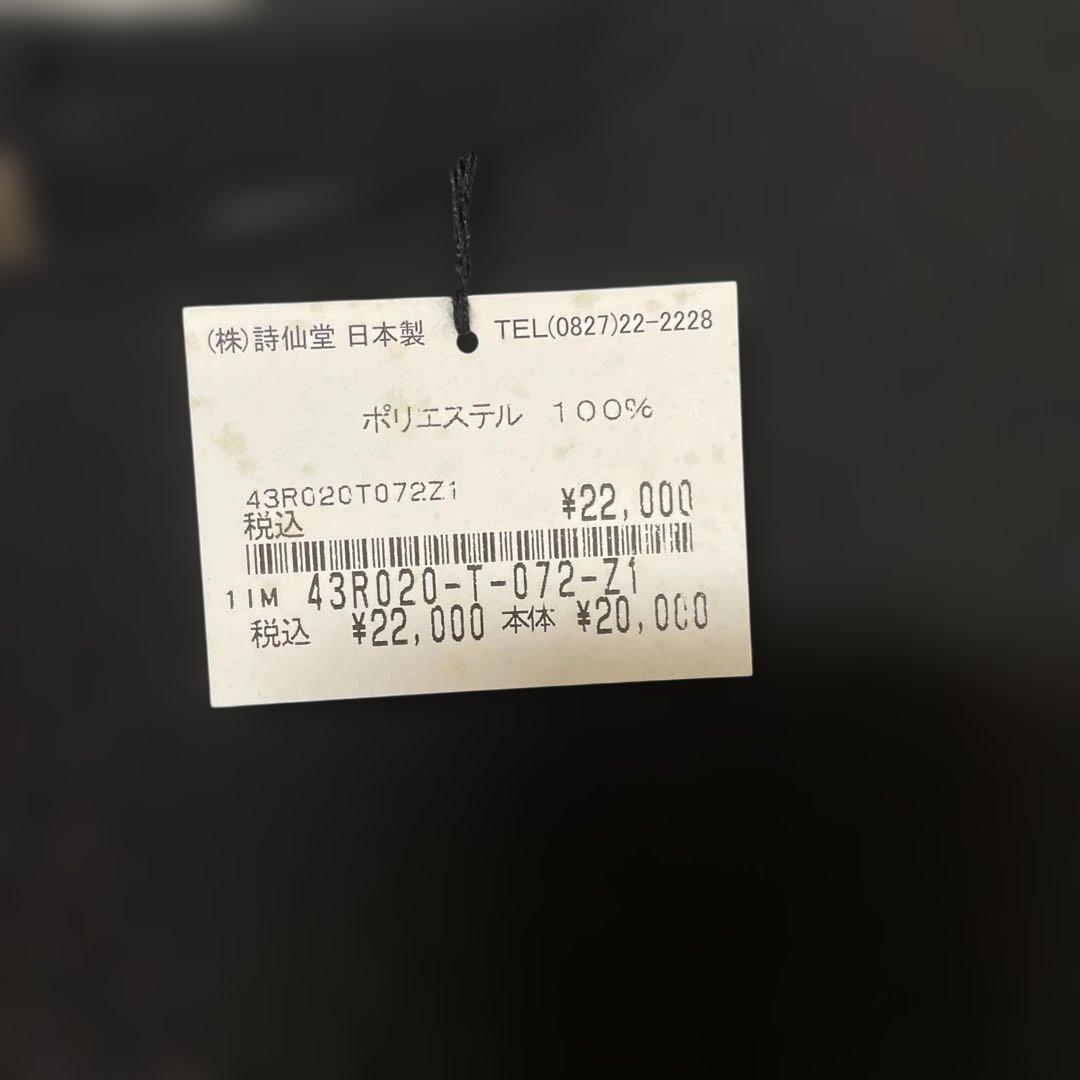 (株)詩仙堂 日本製 TEL(0827)22-2228
ポリエステル 100%
43R020T072Z1 ¥22,000
税込
11M 43R020-T-072-Z1
税込 ¥22,000 本体 ¥20,000